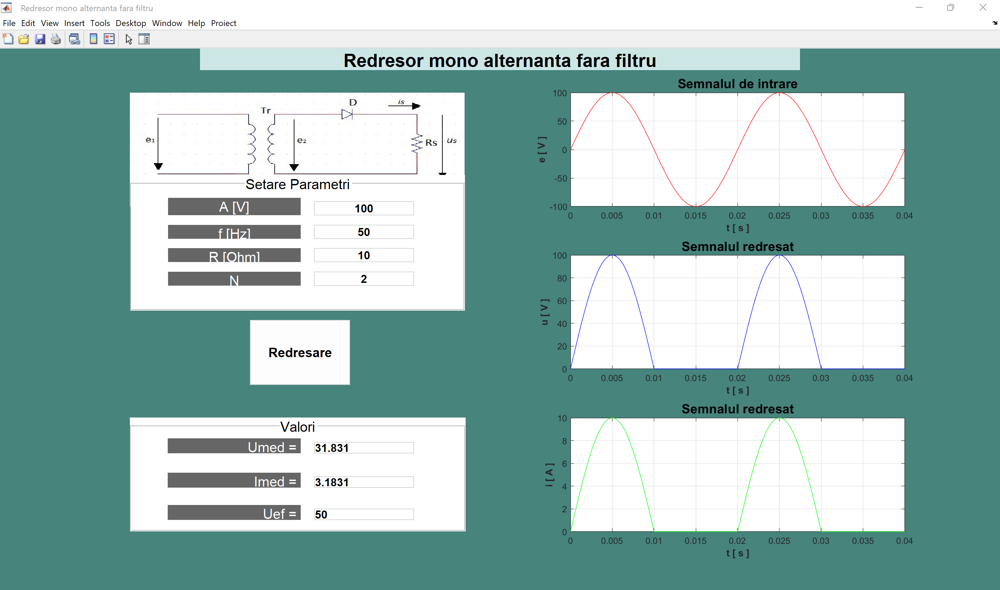 Redresor mono alternanta fara filtru
File Edit View Insert Tools Desktop Window Help Proiect
Redresor mono alternanta fara filtru
Tr
D
is
e1
e2
Rs
us
Setare Parametri
A [V] 100
f [Hz] 50
R [Ohm] 10
N 2
Redresare
Valori
Umed = 31.831
Imed = 3.1831
Uef = 50
Semnalul de intrare
100
50
0
-50
-100
e [ V ]
0 0.005 0.01 0.015 0.02 0.025 0.03 0.035 0.04
t [ s ]
Semnalul redresat
100
80
60
40
20
0
u [ V ]
0 0.005 0.01 0.015 0.02 0.025 0.03 0.035 0.04
t [ s ]
Semnalul redresat
10
8
6
4
2
0
i [ A ]
0 0.005 0.01 0.015 0.02 0.025 0.03 0.035 0.04
t [ s ]